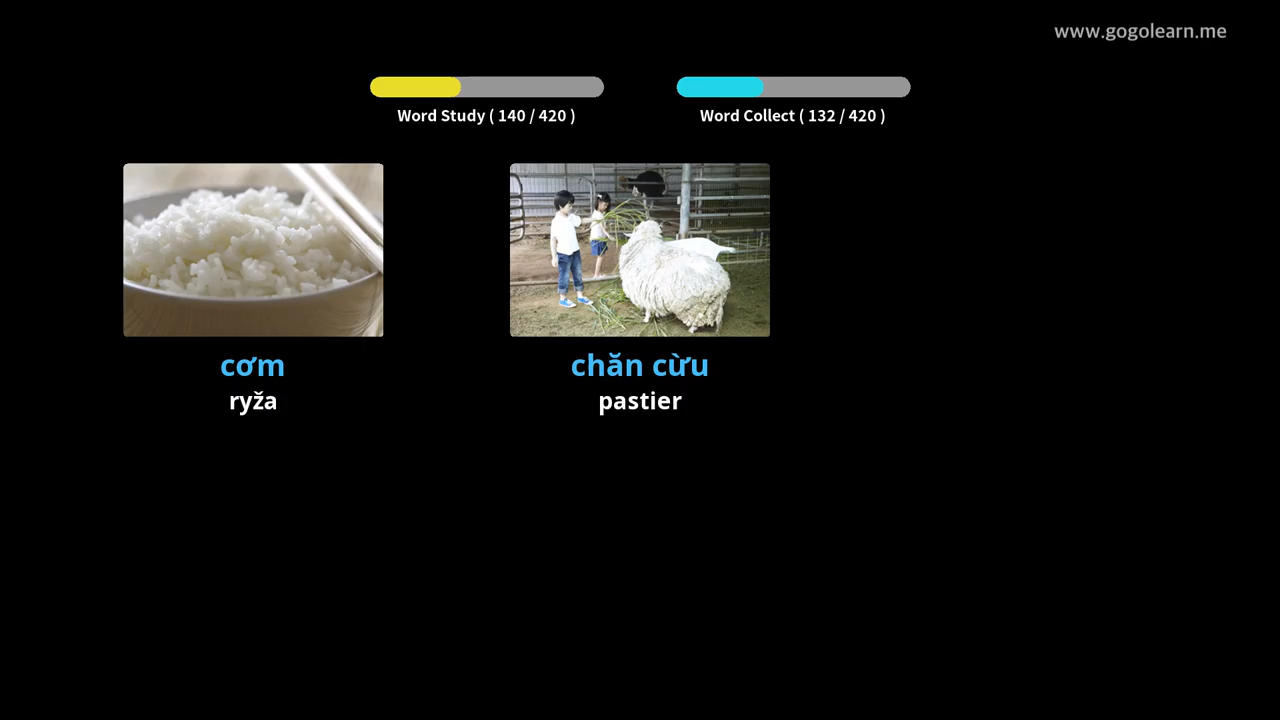 www.gogolearn.me
Word Study ( 140 / 420 )
Word Collect ( 132 / 420 )
cơm
ryža
chăn cừu
pastier